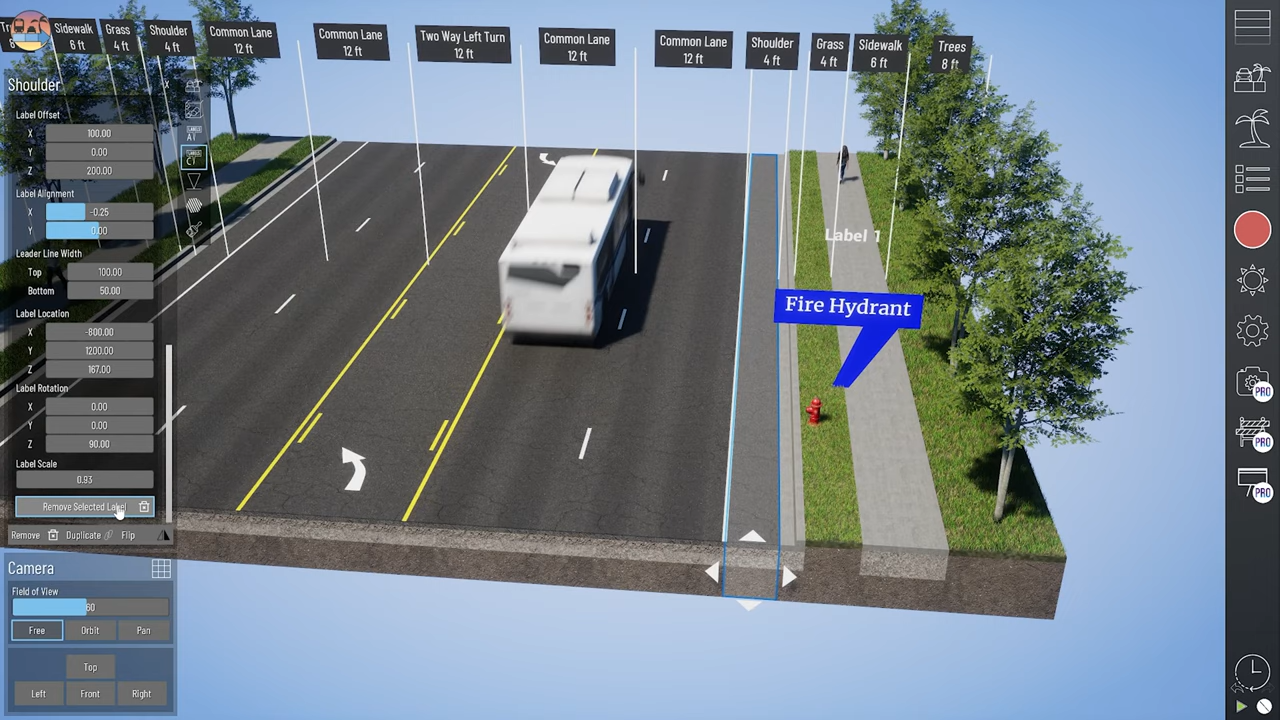 Sidewalk
6 ft
Grass
4 ft
Shoulder
4 ft
Common Lane
12 ft
Common Lane
12 ft
Two Way Left Turn
12 ft
Common Lane
12 ft
Common Lane
12 ft
Shoulder
4 ft
Grass
4 ft
Sidewalk
6 ft
Trees
8 ft
Shoulder
x
Label Offset
X 100.00
Y 0.00
Z 200.00
Label Alignment
X -0.25
Y 0.00
Leader Line Width
Top 100.00
Bottom 50.00
Label Location
X -800.00
Y 1200.00
Z 167.00
Label Rotation
X 0.00
Y 0.00
Z 90.00
Label Scale
0.93
Remove Selected Label
Remove Duplicate Flip
Camera
Field of View
60
Free Orbit Pan
Top
Left Front Right
Label 1
Fire Hydrant
PRO
PRO
PRO